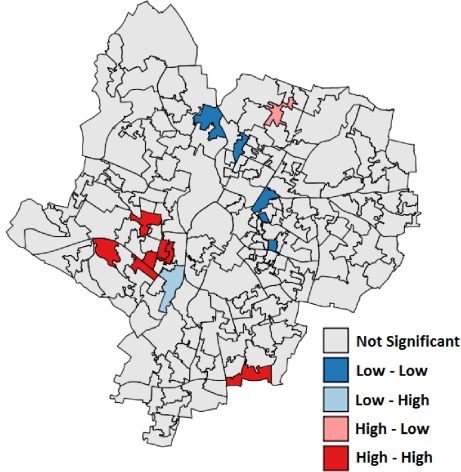 Not Significant
Low - Low
Low - High
High - Low
High - High